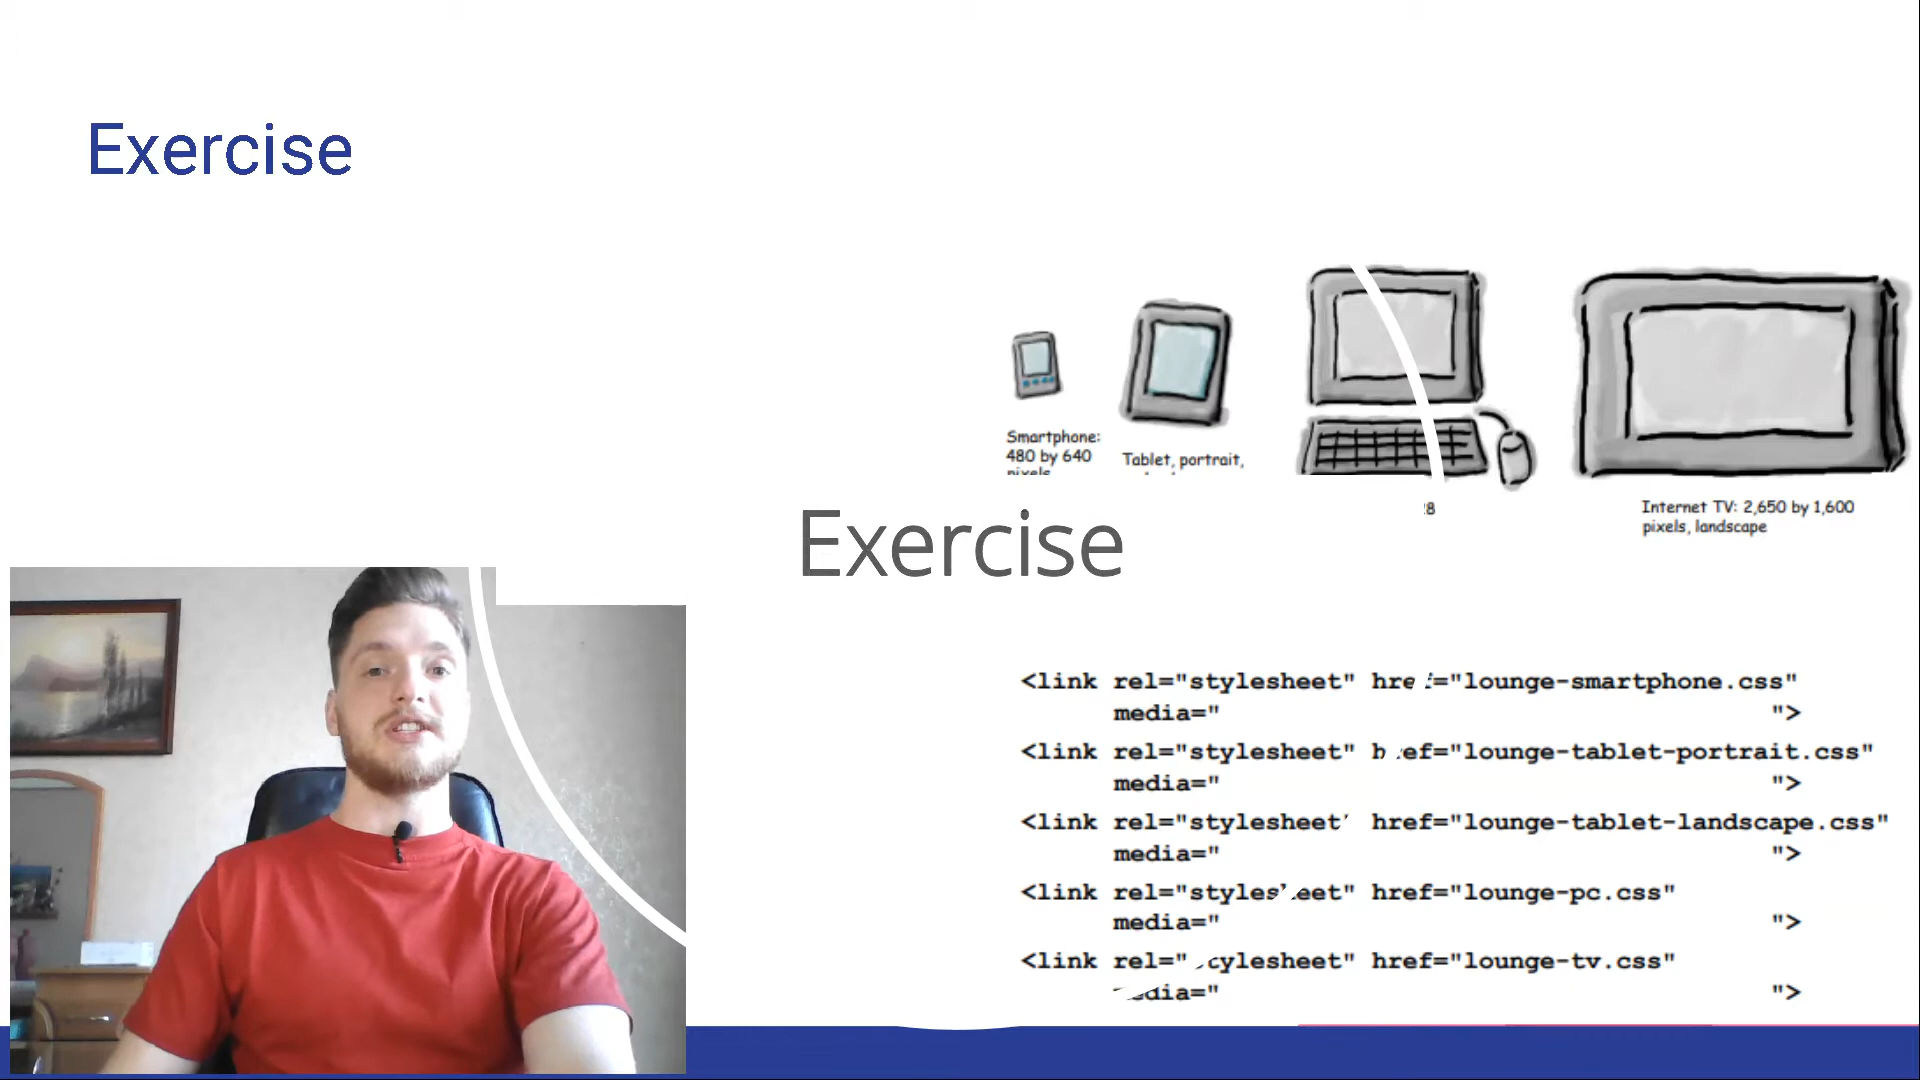 Exercise
Smartphone:
480 by 640
pixels
Tablet, portrait,
8
Internet TV: 2,650 by 1,600
pixels, landscape
Exercise
<link rel="stylesheet" href="lounge-smartphone.css"
media=" ">
<link rel="stylesheet" href="lounge-tablet-portrait.css"
media=" ">
<link rel="stylesheet" href="lounge-tablet-landscape.css"
media=" ">
<link rel="stylesheet" href="lounge-pc.css"
media=" ">
<link rel="stylesheet" href="lounge-tv.css"
media=" ">